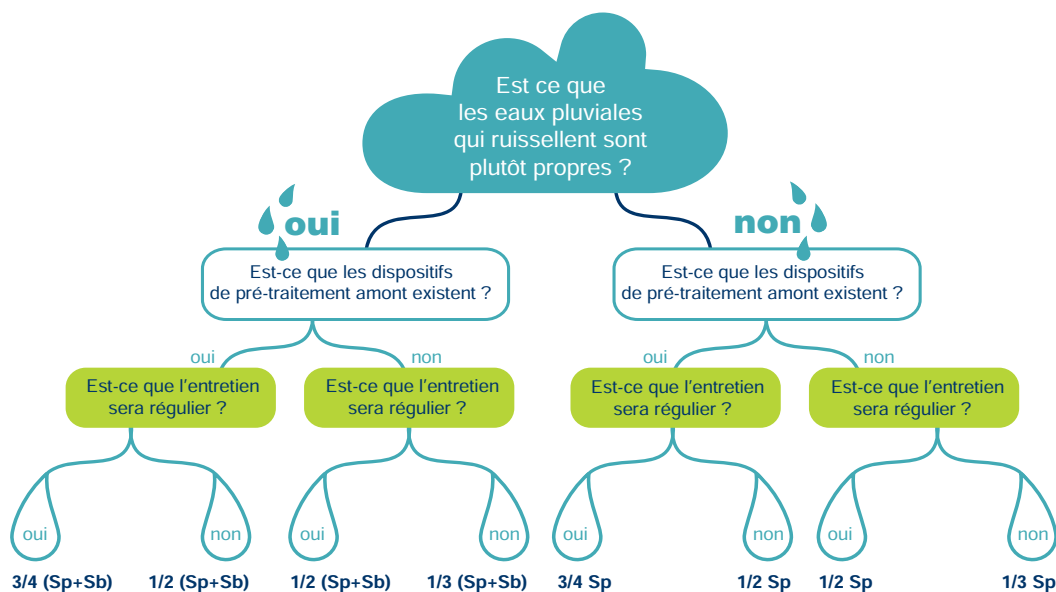 Est ce que
les eaux pluviales
qui ruissellent sont
plutôt propres ?
oui
non
Est-ce que les dispositifs
de pré-traitement amont existent ?
Est-ce que les dispositifs
de pré-traitement amont existent ?
oui
non
oui
non
Est-ce que l'entretien
sera régulier ?
Est-ce que l'entretien
sera régulier ?
Est-ce que l'entretien
sera régulier ?
Est-ce que l'entretien
sera régulier ?
oui
non
oui
non
oui
non
oui
non
3/4 (Sp+Sb)
1/2 (Sp+Sb)
1/2 (Sp+Sb)
1/3 (Sp+Sb)
3/4 Sp
1/2 Sp
1/2 Sp
1/3 Sp